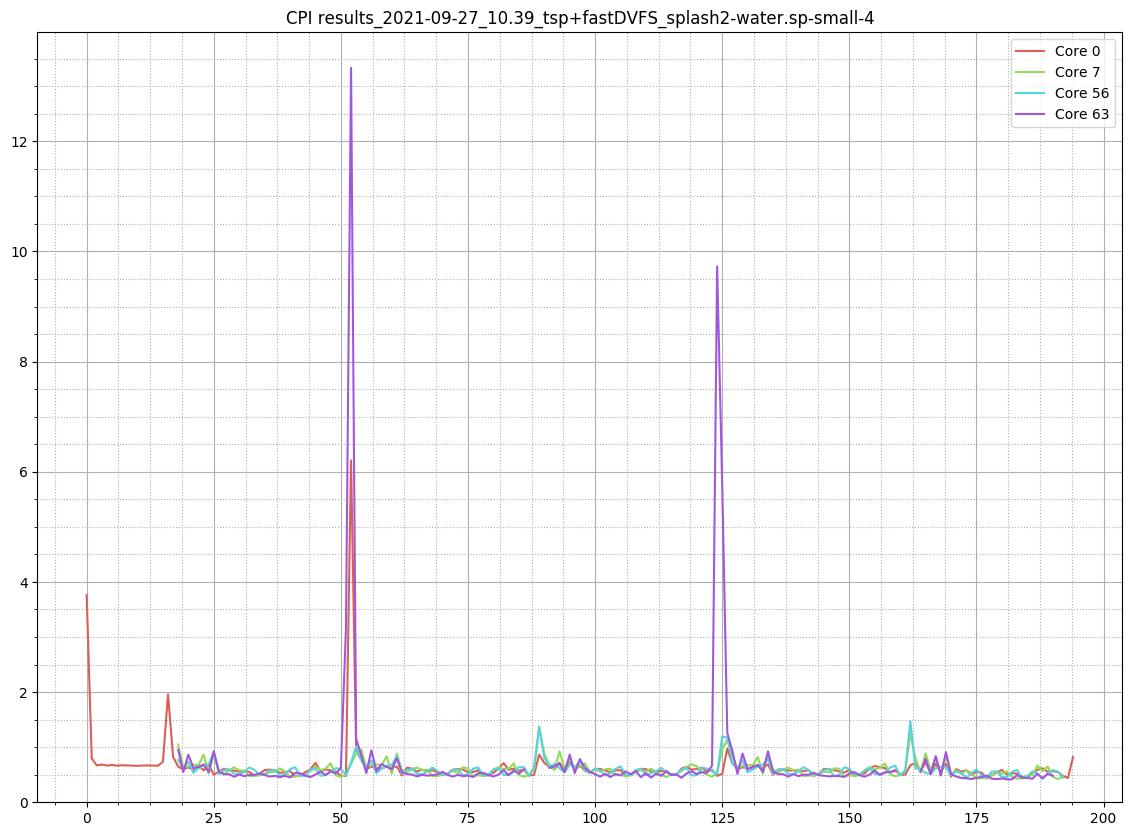 CPI results_2021-09-27_10.39_tsp+fastDVFS_splash2-water.sp-small-4
Core 0
Core 7
Core 56
Core 63
12
10
8
6
4
2
0
0 25 50 75 100 125 150 175 200